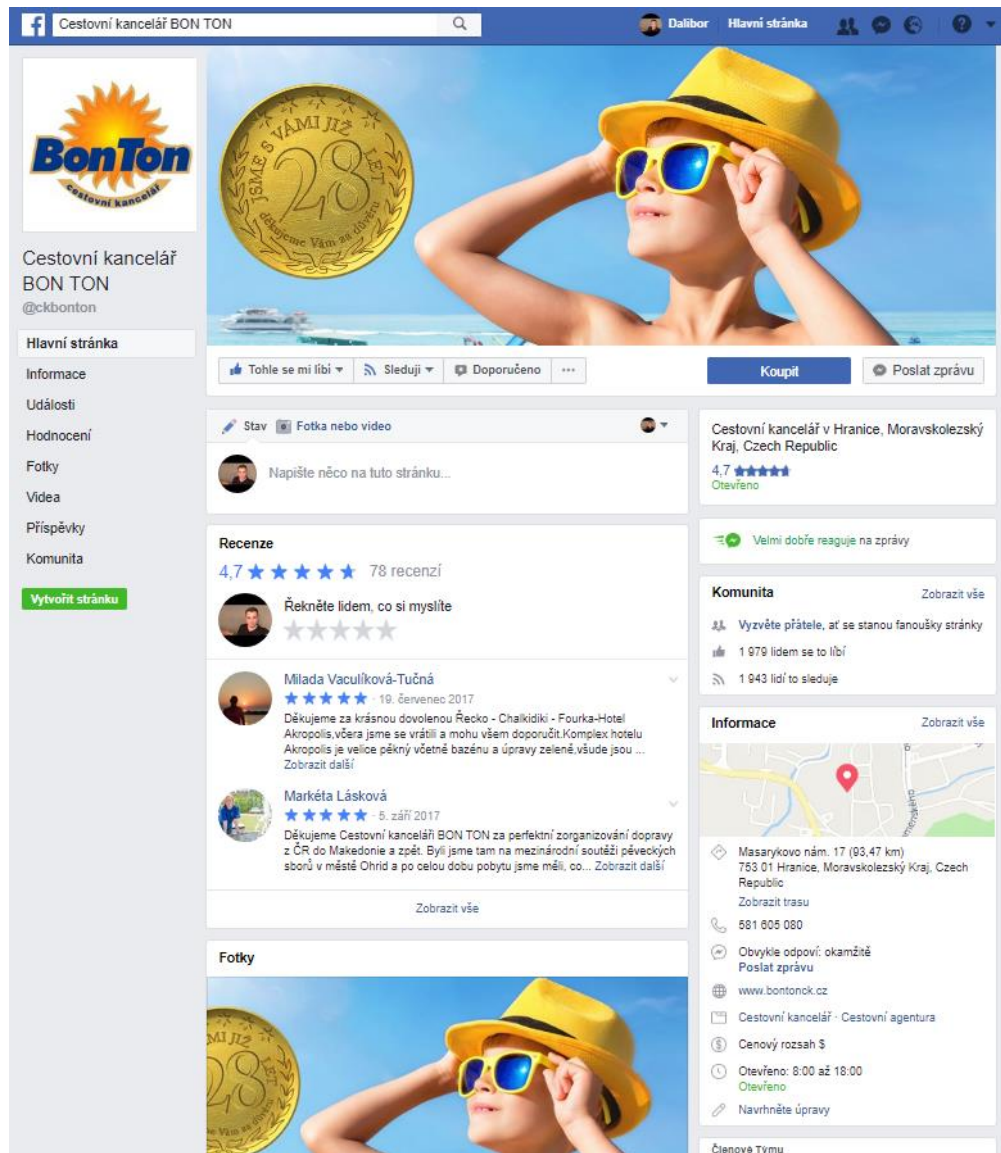 Cestovní kancelář BON TON
Dalibor
Hlavní stránka
BonTon
cestovní kancelář
JSME S VÁMI JIŽ
28
LET
děkujeme Vám za důvěru
Cestovní kancelář
BON TON
@ckbonton
Hlavní stránka
Informace
Události
Hodnocení
Fotky
Videa
Příspěvky
Komunita
Vytvořit stránku
Tohle se mi líbí
Sleduji
Doporučeno
Koupit
Poslat zprávu
Stav
Fotka nebo video
Napište něco na tuto stránku...
Recenze
4,7
78 recenzí
Řekněte lidem, co si myslíte
Milada Vaculíková-Tučná
· 19. červenec 2017
Děkujeme za krásnou dovolenou Řecko - Chalkidiki - Fourka-Hotel
Akropolis,včera jsme se vrátili a mohu všem doporučit.Komplex hotelu
Akropolis je velice pěkný včetně bazénu a úpravy zeleně,všude jsou ...
Zobrazit další
Markéta Lásková
· 5. září 2017
Děkujeme Cestovní kanceláři BON TON za perfektní zorganizování dopravy
z ČR do Makedonie a zpět. Byli jsme tam na mezinárodní soutěži pěveckých
sborů v městě Ohrid a po celou dobu pobytu jsme měli, co... Zobrazit další
Zobrazit vše
Fotky
MI JIŽ
28
LET
Cestovní kancelář v Hranice, Moravskolezský
Kraj, Czech Republic
4,7
Otevřeno
Velmi dobře reaguje na zprávy
Komunita
Zobrazit vše
Vyzvěte přátele, ať se stanou fanoušky stránky
1 979 lidem se to líbí
1 943 lidí to sleduje
Informace
Zobrazit vše
Masarykovo nám. 17 (93,47 km)
753 01 Hranice, Moravskolezský Kraj, Czech
Republic
Zobrazit trasu
581 605 080
Obvykle odpoví: okamžitě
Poslat zprávu
www.bontonck.cz
Cestovní kancelář · Cestovní agentura
Cenový rozsah $
Otevřeno: 8:00 až 18:00
Otevřeno
Navrhněte úpravy
Členové Týmu